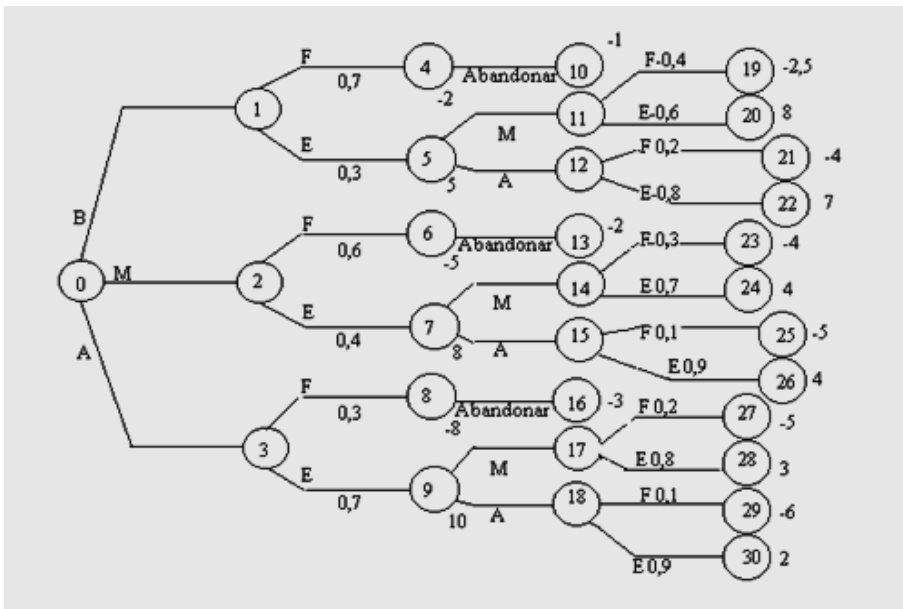 F 0,7 4 -2 Abandonar 10 -1
F-0,4 19 -2,5
1
11 E-0,6 20 8
E 0,3 5 5 M
A 12 F 0,2 21 -4
E-0,8 22 7
B
F 0,6 6 -5 Abandonar 13 -2
23 -4
0 M 2
14 E 0,7 24 4
E 0,4 7 8 M
A 15 F 0,1 25 -5
E 0,9 26 4
A
F 0,3 8 -8 Abandonar 16 -3
F 0,2 27 -5
3
17 E 0,8 28 3
E 0,7 9 10 M
A 18 F 0,1 29 -6
E 0,9 30 2